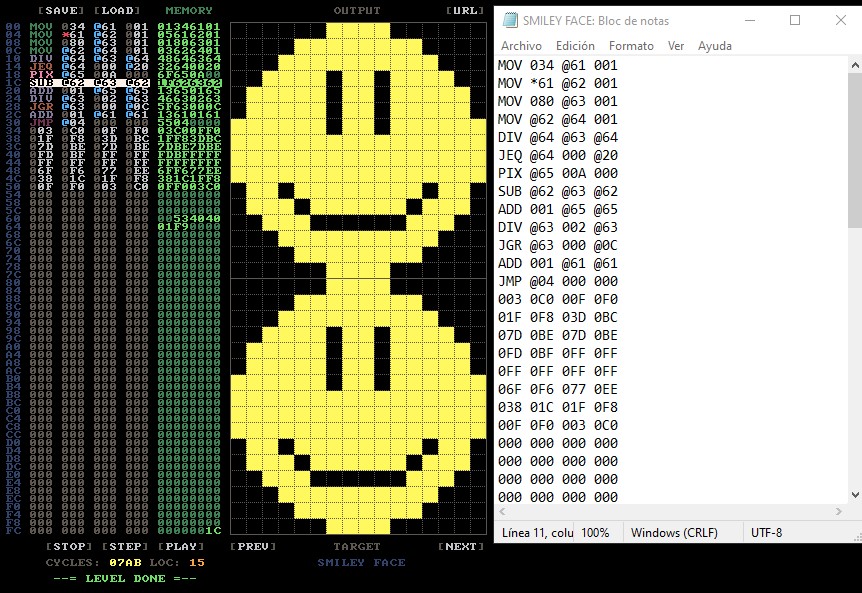 [SAVE] [LOAD] MEMORY
00 MOV 034 @61 001 01346101
04 MOV *61 @62 001 05616201
08 MOV 080 @63 001 01806301
0C MOV @62 @64 001 03626401
10 DIV @64 @63 @64 48646364
14 JEQ @64 000 @20 32640020
18 PIX @65 00A 000 6F650A00
1C SUB @62 @63 @62 1F626362
20 ADD 001 @65 @65 13650165
24 DIV @63 002 @63 46630263
28 JGR @63 000 @0C 5F63000C
2C ADD 001 @61 @61 13610161
30 JMP @04 000 000 55040000
34 003 0C0 00F 0F0 03C00FF0
38 01F 0F8 03D 0BC 1FF83DBC
3C 07D 0BE 07D 0BE 7DBE7DBE
40 0FD 0BF 0FF 0FF FDBFFFFF
44 0FF 0FF 0FF 0FF FFFFFFFF
48 06F 0F6 077 0EE 6FF677EE
4C 038 01C 01F 0F8 381C1FF8
50 00F 0F0 003 0C0 0FF003C0
54 000 000 000 000 00000000
58 000 000 000 000 00000000
5C 000 000 000 000 00000000
60 000 000 000 000 00534040
64 000 000 000 000 01F90000
68 000 000 000 000 00000000
6C 000 000 000 000 00000000
70 000 000 000 000 00000000
74 000 000 000 000 00000000
78 000 000 000 000 00000000
7C 000 000 000 000 00000000
80 000 000 000 000 00000000
84 000 000 000 000 00000000
88 000 000 000 000 00000000
8C 000 000 000 000 00000000
90 000 000 000 000 00000000
94 000 000 000 000 00000000
98 000 000 000 000 00000000
9C 000 000 000 000 00000000
A0 000 000 000 000 00000000
A4 000 000 000 000 00000000
A8 000 000 000 000 00000000
AC 000 000 000 000 00000000
B0 000 000 000 000 00000000
B4 000 000 000 000 00000000
B8 000 000 000 000 00000000
BC 000 000 000 000 00000000
C0 000 000 000 000 00000000
C4 000 000 000 000 00000000
C8 000 000 000 000 00000000
CC 000 000 000 000 00000000
D0 000 000 000 000 00000000
D4 000 000 000 000 00000000
D8 000 000 000 000 00000000
DC 000 000 000 000 00000000
E0 000 000 000 000 00000000
E4 000 000 000 000 00000000
E8 000 000 000 000 00000000
EC 000 000 000 000 00000000
F0 000 000 000 000 00000000
F4 000 000 000 000 00000000
F8 000 000 000 000 00000000
FC 000 000 000 000 0000001C
[STOP] [STEP] [PLAY]
CYCLES: 07AB LOC: 15
--= LEVEL DONE =--
OUTPUT [URL]
[PREV] TARGET [NEXT]
SMILEY FACE
SMILEY FACE: Bloc de notas
Archivo Edición Formato Ver Ayuda
MOV 034 @61 001
MOV *61 @62 001
MOV 080 @63 001
MOV @62 @64 001
DIV @64 @63 @64
JEQ @64 000 @20
PIX @65 00A 000
SUB @62 @63 @62
ADD 001 @65 @65
DIV @63 002 @63
JGR @63 000 @0C
ADD 001 @61 @61
JMP @04 000 000
003 0C0 00F 0F0
01F 0F8 03D 0BC
07D 0BE 07D 0BE
0FD 0BF 0FF 0FF
0FF 0FF 0FF 0FF
06F 0F6 077 0EE
038 01C 01F 0F8
00F 0F0 003 0C0
000 000 000 000
000 000 000 000
000 000 000 000
000 000 000 000
Línea 11, colu 100% Windows (CRLF) UTF-8